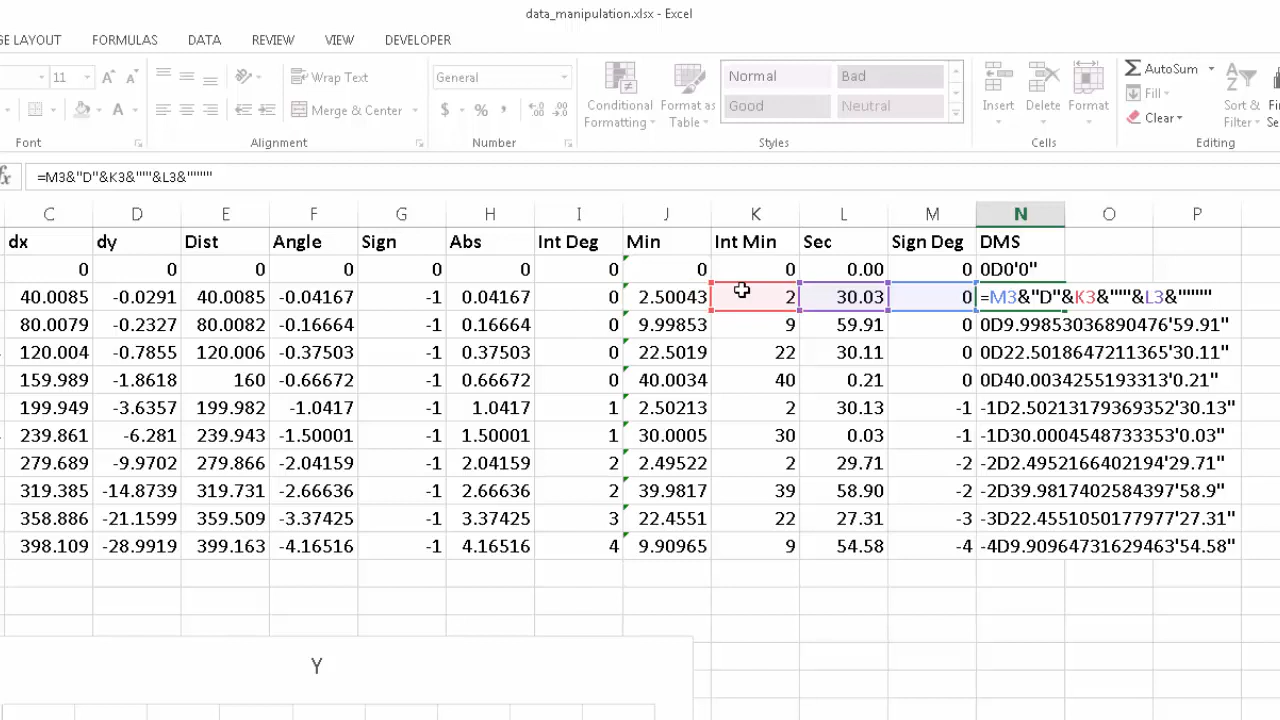 data_manipulation.xlsx - Excel
GE LAYOUT FORMULAS DATA REVIEW VIEW DEVELOPER
11 A A Wrap Text General Normal Bad AutoSum
A Merge & Center $ % , .0 .00 .00 .0 Conditional Formatting Format as Table Good Neutral Insert Delete Format Fill Clear Sort & Filter
Font Alignment Number Styles Cells Editing
fx =M3&"D"&K3&"'"&L3&""""
C D E F G H I J K L M N O P
dx dy Dist Angle Sign Abs Int Deg Min Int Min Sec Sign Deg DMS
0 0 0 0 0 0 0 0 0 0.00 0 0D0'0"
40.0085 -0.0291 40.0085 -0.04167 -1 0.04167 0 2.50043 2 30.03 0 =M3&"D"&K3&"'"&L3&""""
80.0079 -0.2327 80.0082 -0.16664 -1 0.16664 0 9.99853 9 59.91 0 0D9.99853036890476'59.91"
120.004 -0.7855 120.006 -0.37503 -1 0.37503 0 22.5019 22 30.11 0 0D22.5018647211365'30.11"
159.989 -1.8618 160 -0.66672 -1 0.66672 0 40.0034 40 0.21 0 0D40.0034255193313'0.21"
199.949 -3.6357 199.982 -1.0417 -1 1.0417 1 2.50213 2 30.13 -1 -1D2.50213179369352'30.13"
239.861 -6.281 239.943 -1.50001 -1 1.50001 1 30.0005 30 0.03 -1 -1D30.0004548733353'0.03"
279.689 -9.9702 279.866 -2.04159 -1 2.04159 2 2.49522 2 29.71 -2 -2D2.4952166402194'29.71"
319.385 -14.8739 319.731 -2.66636 -1 2.66636 2 39.9817 39 58.90 -2 -2D39.9817402584397'58.9"
358.886 -21.1599 359.509 -3.37425 -1 3.37425 3 22.4551 22 27.31 -3 -3D22.4551050177977'27.31"
398.109 -28.9919 399.163 -4.16516 -1 4.16516 4 9.90965 9 54.58 -4 -4D9.90964731629463'54.58"
Y